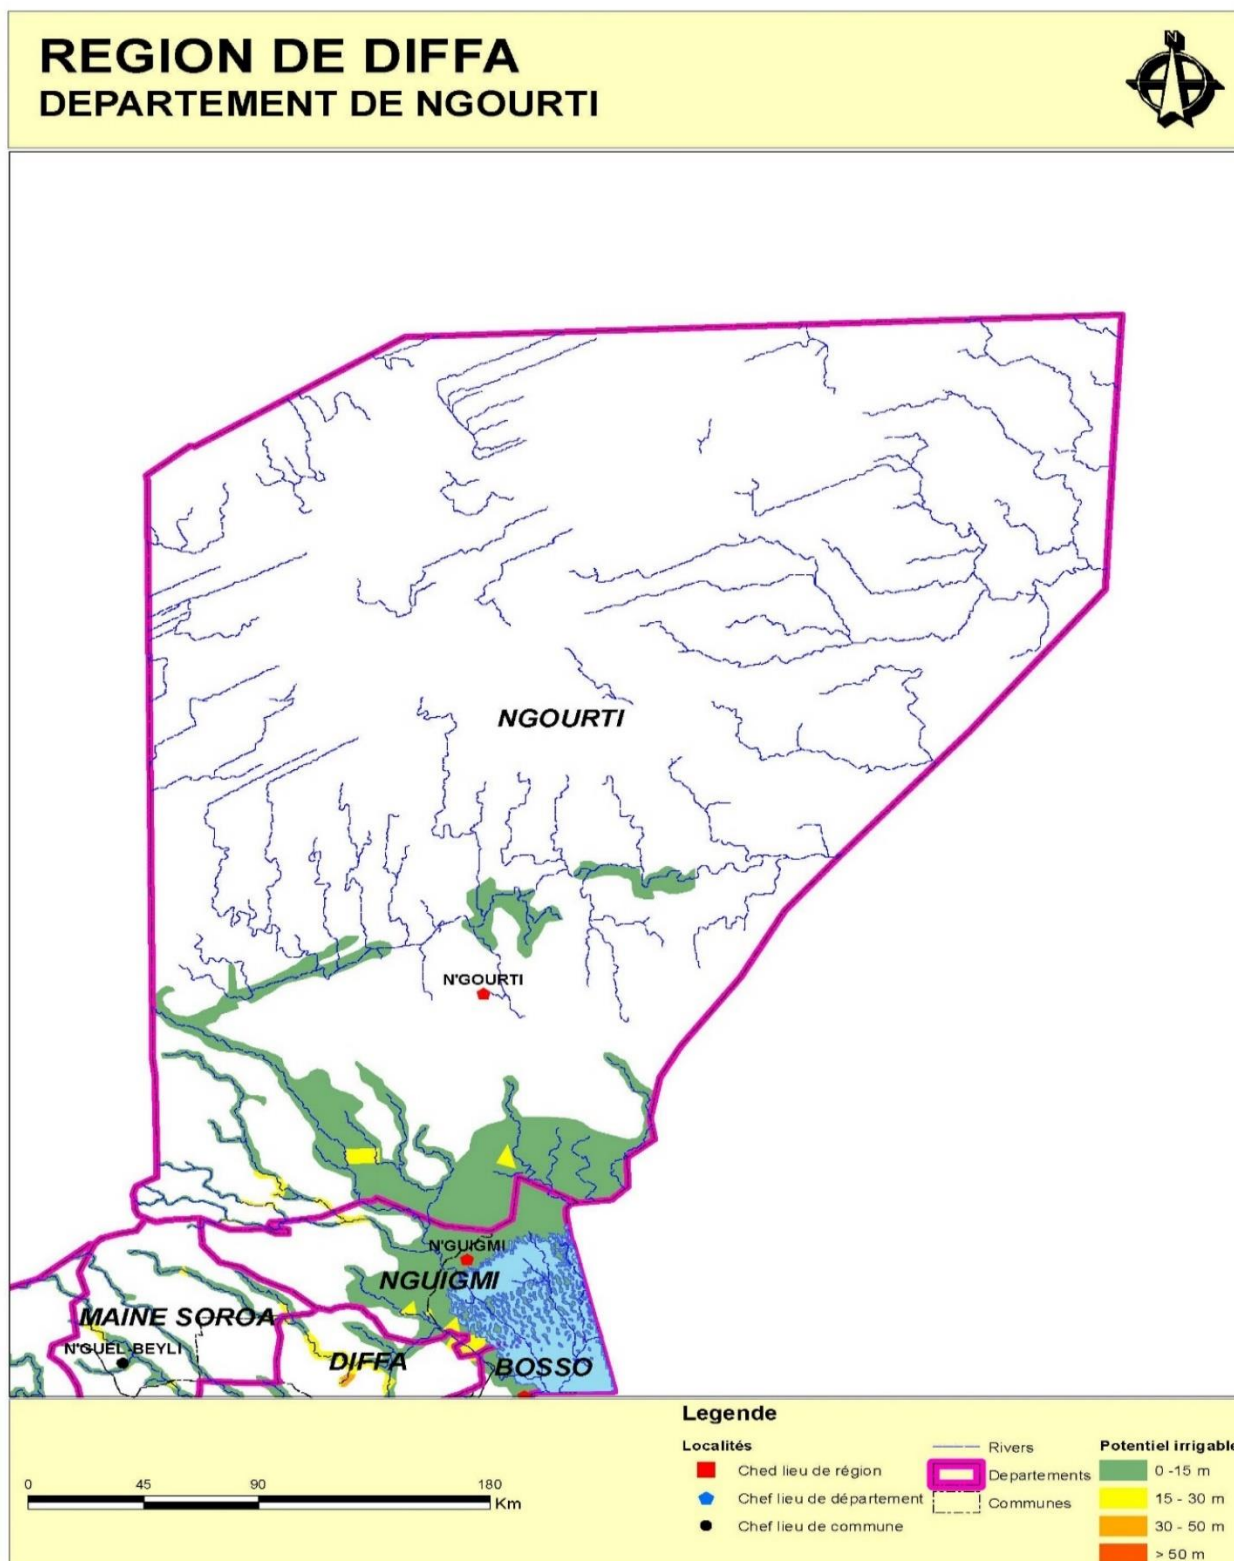 REGION DE DIFFA
DEPARTEMENT DE NGOURTI
N
NGOURTI
N'GOURTI
N'GUIGMI
NGUIGMI
MAINE SOROA
N'GUEL-BEYLI
DIFFA
BOSSO
Legende
Localités
Ched lieu de région
Chef lieu de département
Chef lieu de commune
Rivers
Departements
Communes
Potentiel irrigable
0 -15 m
15 - 30 m
30 - 50 m
> 50 m
0 45 90 180
Km